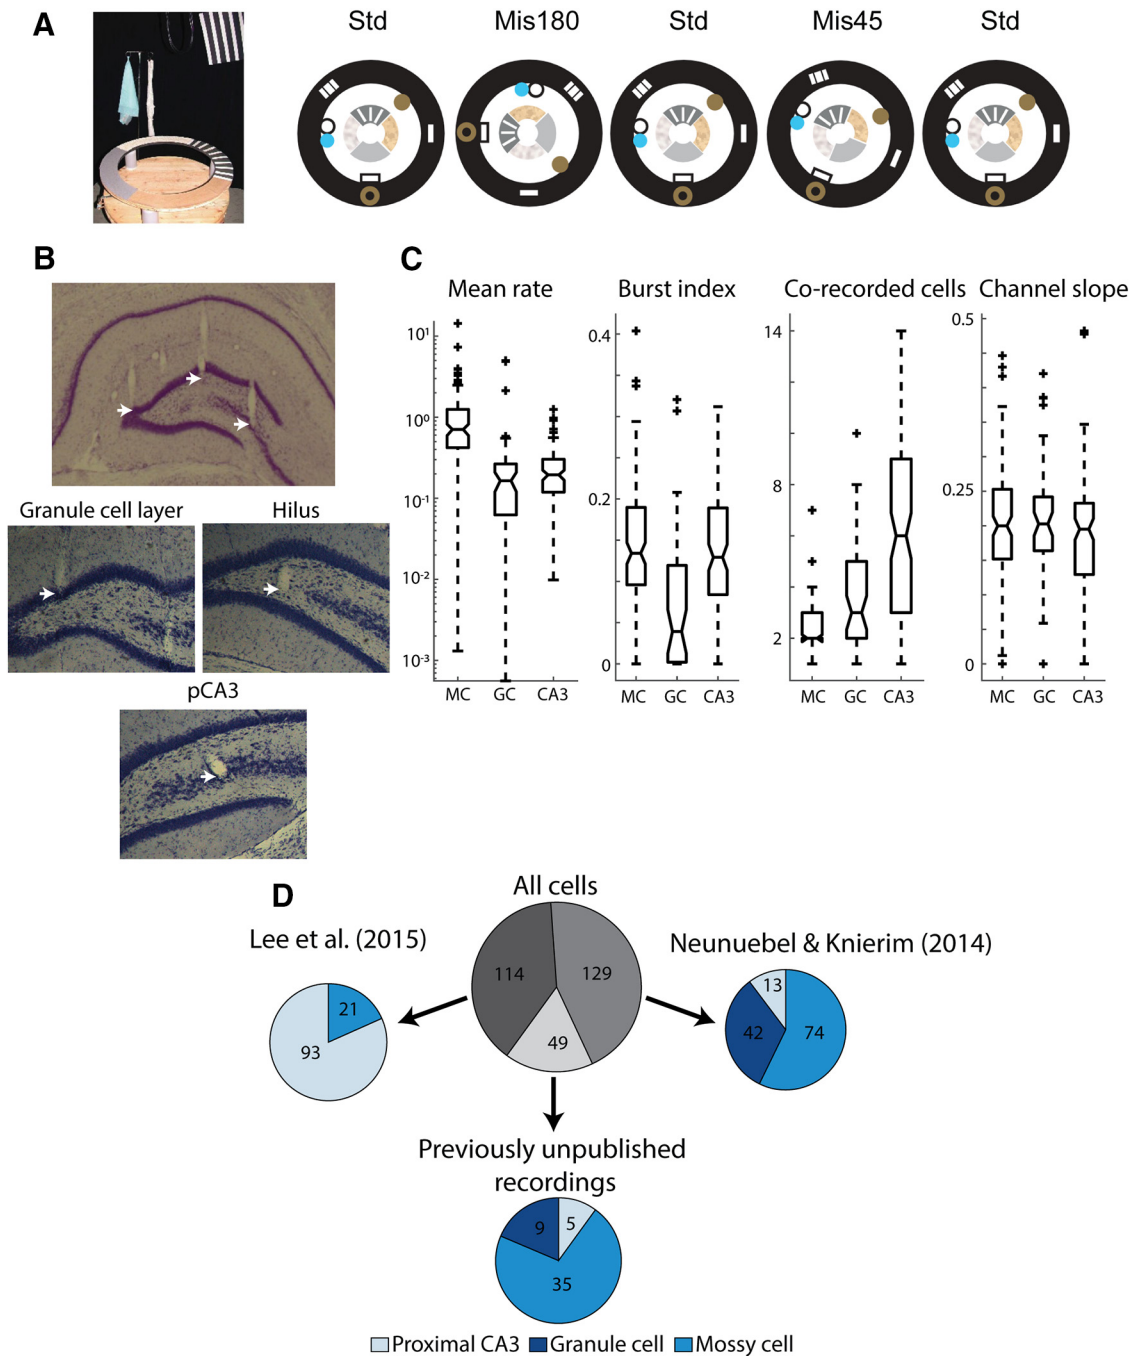 A
Std
Mis180
Std
Mis45
Std
B
Granule cell layer
Hilus
pCA3
C
Mean rate
Burst index
Co-recorded cells
Channel slope
10¹
10⁰
10⁻¹
10⁻²
10⁻³
MC
GC
CA3
0.4
0.2
0
MC
GC
CA3
14
8
2
MC
GC
CA3
0.5
0.25
0
MC
GC
CA3
D
All cells
114
129
49
Lee et al. (2015)
21
93
Neunuebel & Knierim (2014)
13
42
74
Previously unpublished
recordings
9
5
35
Proximal CA3
Granule cell
Mossy cell